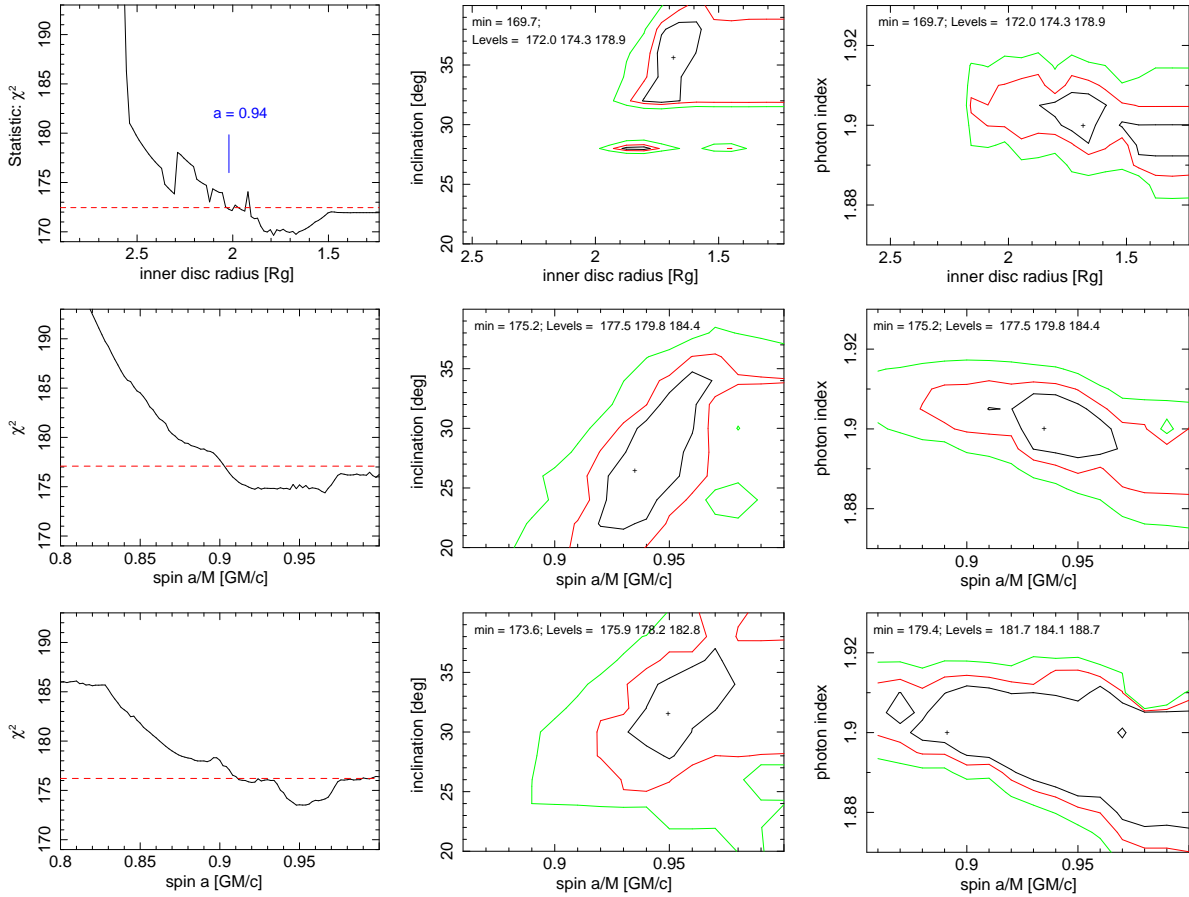 Statistic: χ²
190
185
180
175
170
a = 0.94
2.5
2
1.5
inner disc radius [Rg]
min = 169.7;
Levels = 172.0 174.3 178.9
inclination [deg]
35
30
25
20
2.5
2
1.5
inner disc radius [Rg]
min = 169.7; Levels = 172.0 174.3 178.9
photon index
1.92
1.9
1.88
2.5
2
1.5
inner disc radius [Rg]
χ²
190
185
180
175
170
0.8
0.85
0.9
0.95
spin a/M [GM/c]
min = 175.2; Levels = 177.5 179.8 184.4
inclination [deg]
35
30
25
20
0.9
0.95
spin a/M [GM/c]
min = 175.2; Levels = 177.5 179.8 184.4
photon index
1.92
1.9
1.88
0.9
0.95
spin a/M [GM/c]
χ²
190
185
180
175
170
0.8
0.85
0.9
0.95
spin a [GM/c]
min = 173.6; Levels = 175.9 178.2 182.8
inclination [deg]
35
30
25
20
0.9
0.95
spin a/M [GM/c]
min = 179.4; Levels = 181.7 184.1 188.7
photon index
1.92
1.9
1.88
0.9
0.95
spin a/M [GM/c]